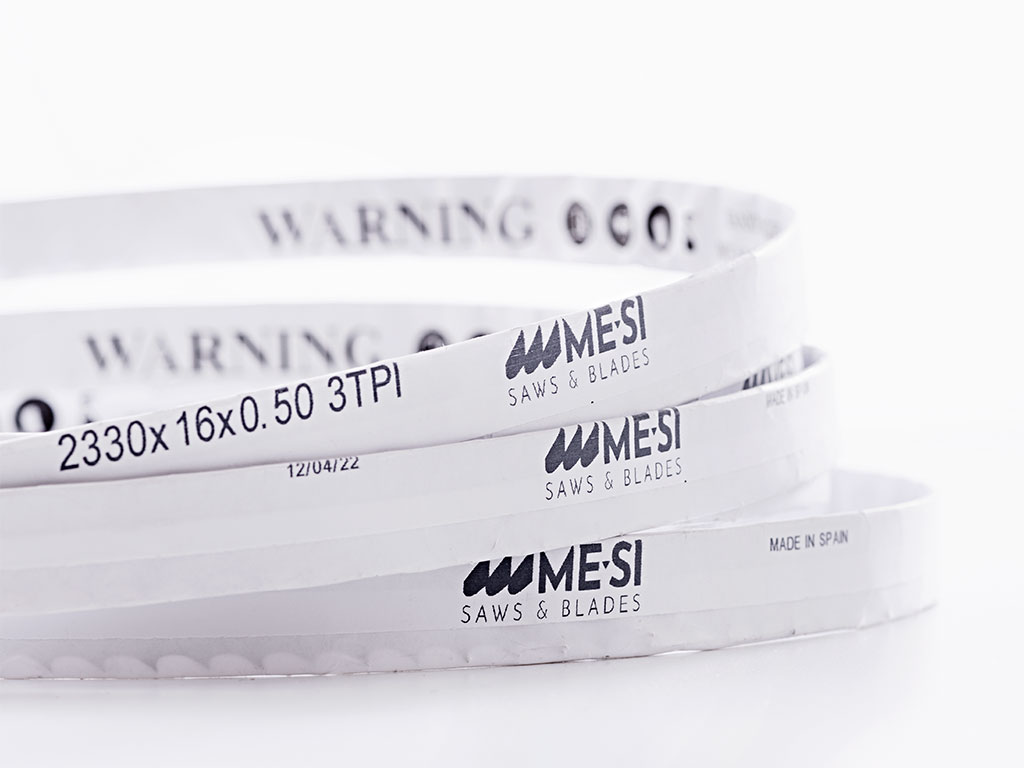 WARNING
WARNING
ME-SI
SAWS & BLADES
2330x16x0.50 3TPI
MADE IN SPAIN
12/04/22
ME-SI
SAWS & BLADES
MADE IN SPAIN
ME-SI
SAWS & BLADES